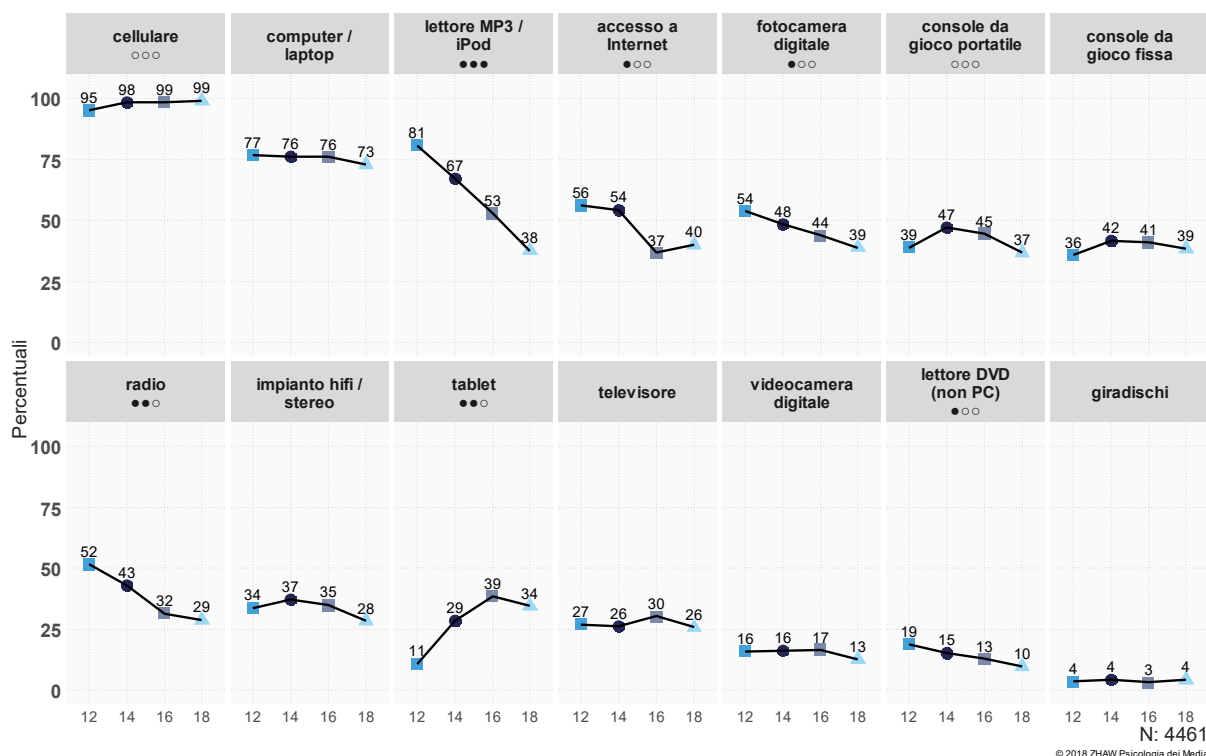 cellulare
○○○
computer /
laptop
lettore MP3 /
iPod
●●●
accesso a
Internet
●○○
fotocamera
digitale
●○○
console da
gioco portatile
○○○
console da
gioco fissa
Percentuali
100
75
50
25
0
95 98 99 99
77 76 76 73
81 67 53 38
56 54 37 40
54 48 44 39
39 47 45 37
36 42 41 39
radio
●●○
impianto hifi /
stereo
tablet
●●○
televisore
videocamera
digitale
lettore DVD
(non PC)
●○○
giradischi
100
75
50
25
0
52 43 32 29
34 37 35 28
11 29 39 34
27 26 30 26
16 16 17 13
19 15 13 10
4 4 3 4
12 14 16 18
12 14 16 18
12 14 16 18
12 14 16 18
12 14 16 18
12 14 16 18
12 14 16 18
N: 4461
© 2018 ZHAW Psicologia dei Media